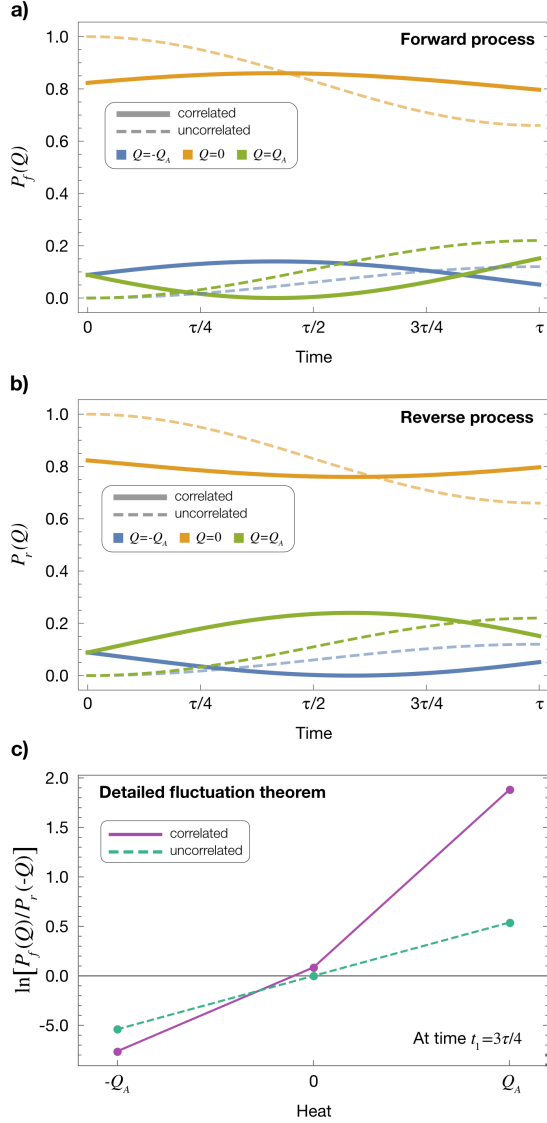 a)
Forward process
1.0
0.8
0.6
0.4
0.2
0.0
P_f(Q)
correlated
uncorrelated
Q=-Q_A Q=0 Q=Q_A
0 τ/4 τ/2 3τ/4 τ
Time
b)
Reverse process
1.0
0.8
0.6
0.4
0.2
0.0
P_r(Q)
correlated
uncorrelated
Q=-Q_A Q=0 Q=Q_A
0 τ/4 τ/2 3τ/4 τ
Time
c)
Detailed fluctuation theorem
2.0
1.5
1.0
0.5
0.0
-5.0
ln[P_f(Q)/P_r(-Q)]
correlated
uncorrelated
At time t_1=3τ/4
-Q_A 0 Q_A
Heat